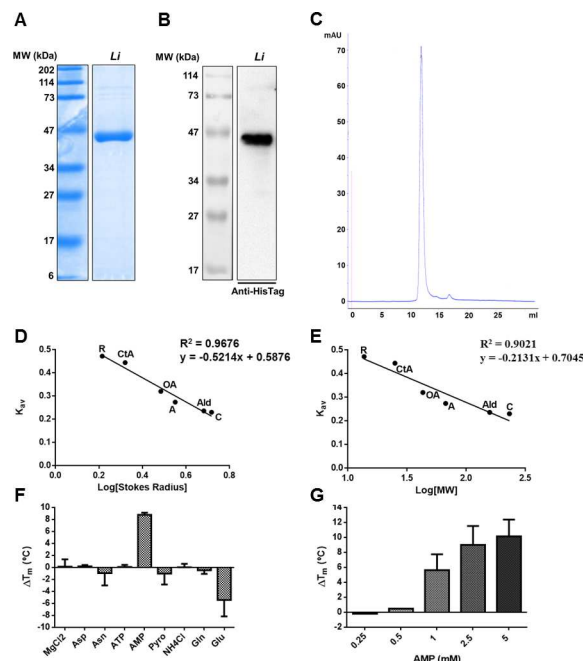 A
MW (kDa)
Li
202
114
73
47
34
27
17
6
B
MW (kDa)
Li
114
73
47
34
27
17
Anti-HisTag
C
mAU
70
60
50
40
30
20
10
0
0
5
10
15
20
25
30
ml
D
R² = 0.9676
y = -0.5214x + 0.5876
0.5
0.4
0.3
0.2
0.1
0.0
R
CtA
OA
A
Ald
C
Kav
0.0 0.2 0.4 0.6 0.8
Log[Stokes Radius]
E
R² = 0.9021
y = -0.2131x + 0.7045
0.5
0.4
0.3
0.2
0.1
0.0
R
CtA
OA
A
Ald
C
Kav
1.0 1.5 2.0 2.5
Log[MW]
F
10
8
6
4
2
0
-2
-4
-6
-8
-10
ΔTm (ºC)
MgCl2
Asp
Asn
ATP
AMP
Pyro
NH4Cl
Gln
Glu
G
14
12
10
8
6
4
2
0
ΔTm (ºC)
0.25
0.5
1
2.5
5
AMP (mM)